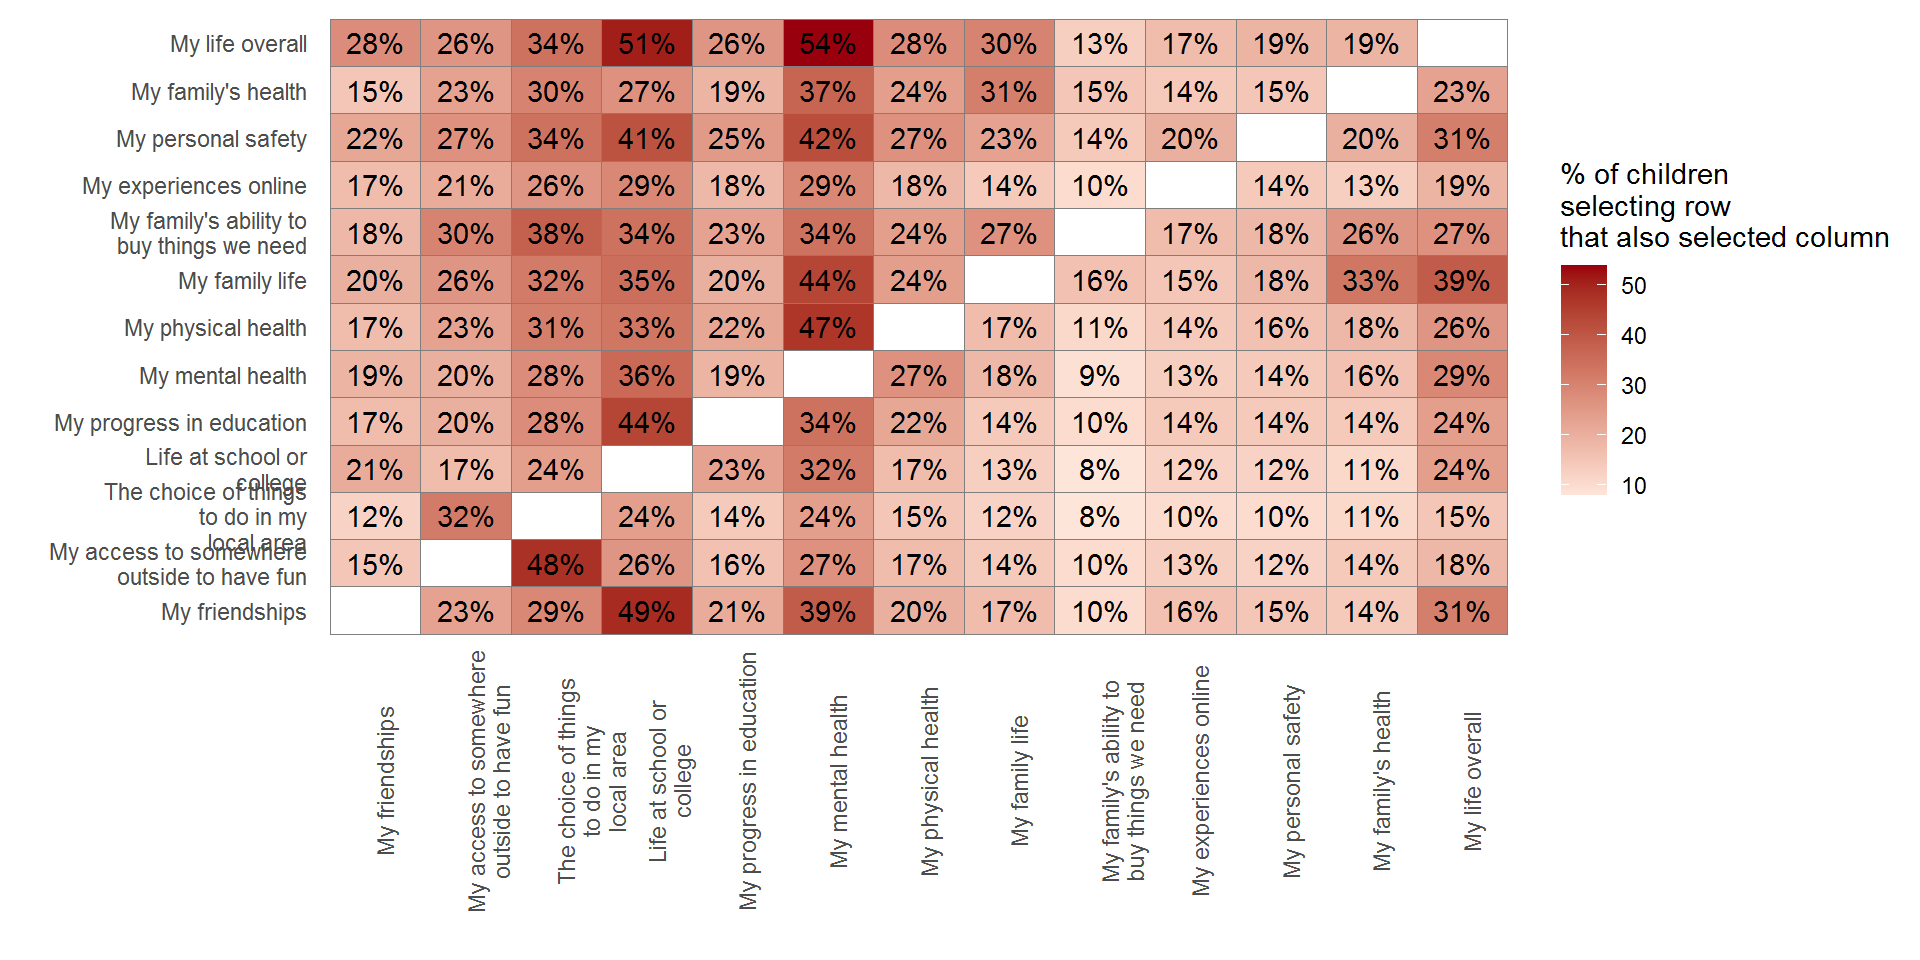 My life overall 28% 26% 34% 51% 26% 54% 28% 30% 13% 17% 19% 19%
My family's health 15% 23% 30% 27% 19% 37% 24% 31% 15% 14% 15% 23%
My personal safety 22% 27% 34% 41% 25% 42% 27% 23% 14% 20% 20% 31%
My experiences online 17% 21% 26% 29% 18% 29% 18% 14% 10% 14% 13% 19%
My family's ability to
buy things we need 18% 30% 38% 34% 23% 34% 24% 27% 17% 18% 26% 27%
My family life 20% 26% 32% 35% 20% 44% 24% 16% 15% 18% 33% 39%
My physical health 17% 23% 31% 33% 22% 47% 17% 11% 14% 16% 18% 26%
My mental health 19% 20% 28% 36% 19% 27% 18% 9% 13% 14% 16% 29%
My progress in education 17% 20% 28% 44% 34% 22% 14% 10% 14% 14% 14% 24%
Life at school or
college 21% 17% 24% 23% 32% 17% 13% 8% 12% 12% 11% 24%
The choice of things
to do in my
local area 12% 32% 24% 14% 24% 15% 12% 8% 10% 10% 11% 15%
My access to somewhere
outside to have fun 15% 48% 26% 16% 27% 17% 14% 10% 13% 12% 14% 18%
My friendships 23% 29% 49% 21% 39% 20% 17% 10% 16% 15% 14% 31%
My friendships
My access to somewhere
outside to have fun
The choice of things
to do in my
local area
Life at school or
college
My progress in education
My mental health
My physical health
My family life
My family's ability to
buy things we need
My experiences online
My personal safety
My family's health
My life overall
% of children
selecting row
that also selected column
50
40
30
20
10